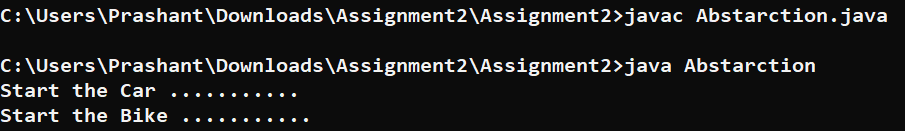 C:\Users\Prashant\Downloads\Assignment2\Assignment2>javac Abstarction.java
C:\Users\Prashant\Downloads\Assignment2\Assignment2>java Abstarction
Start the Car ...........
Start the Bike ...........